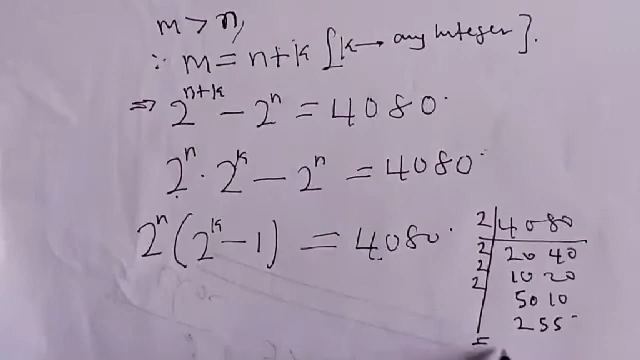 m > n,
∴ m = n+k [k → any integer].
⇒ 2^{n+k} − 2^n = 4080.
2^n · 2^k − 2^n = 4080.
2^n (2^k − 1) = 4080.
2 | 4080
2 | 2040
2 | 1020
2 | 5010
255